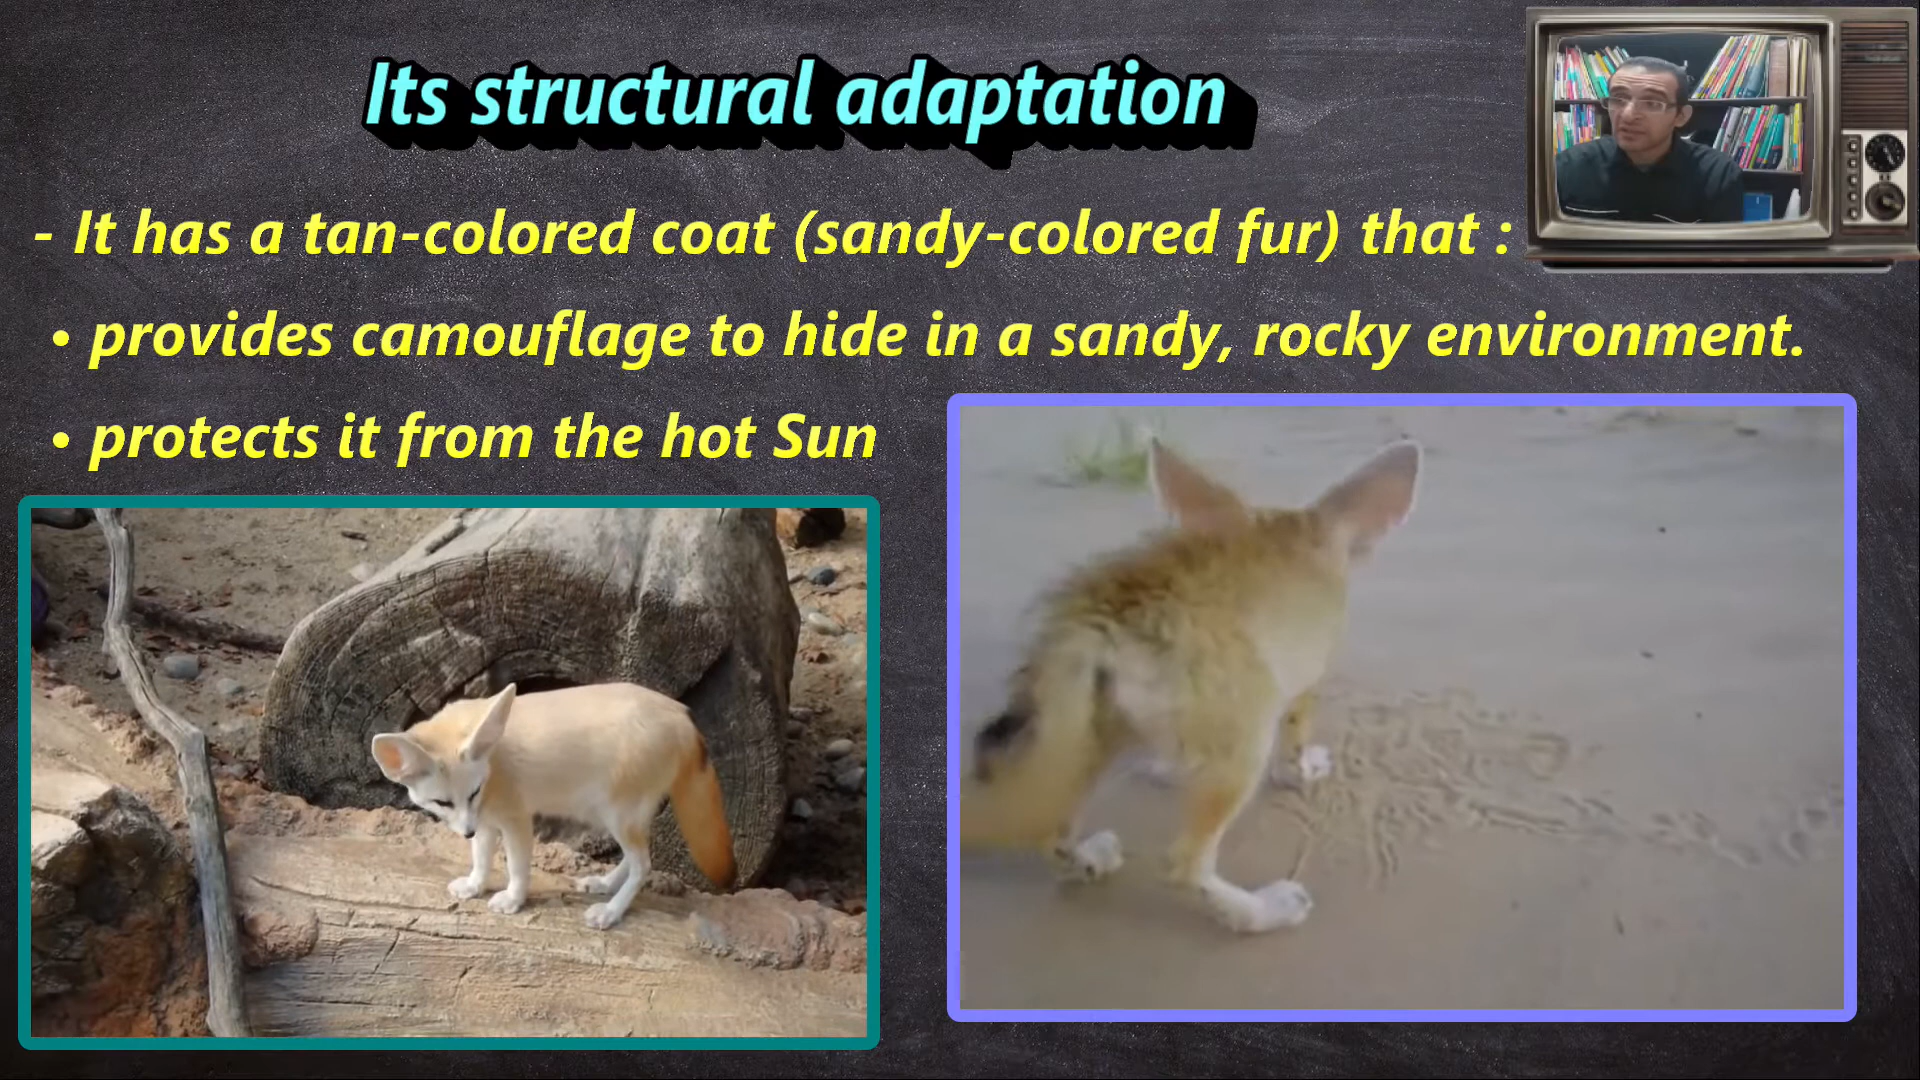 Its structural adaptation
- It has a tan-colored coat (sandy-colored fur) that :
• provides camouflage to hide in a sandy, rocky environment.
• protects it from the hot Sun